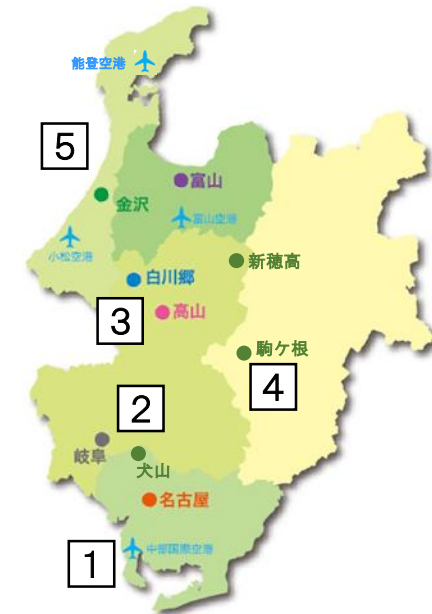 能登空港
5
富山
金沢
富山空港
小松空港
新穂高
白川郷
3
高山
駒ケ根
4
2
岐阜
犬山
名古屋
1
中部国際空港